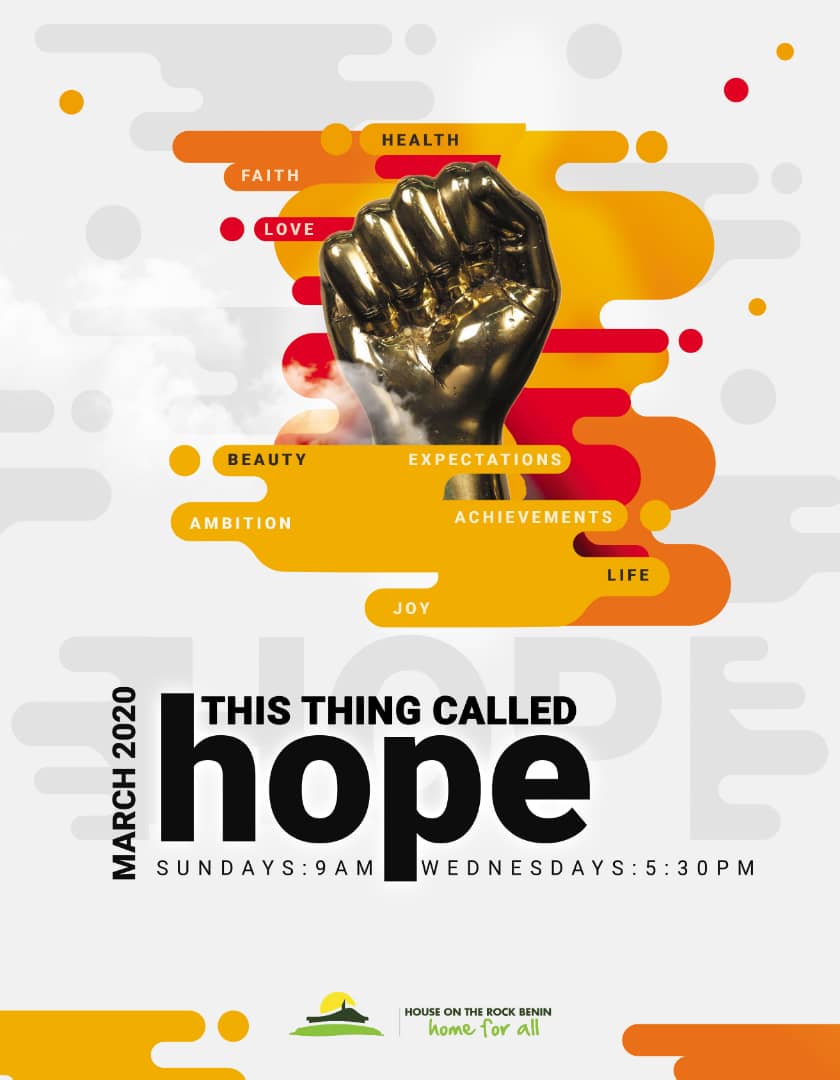 HEALTH
FAITH
LOVE
BEAUTY
EXPECTATIONS
AMBITION
ACHIEVEMENTS
LIFE
JOY
HOPE
MARCH 2020
THIS THING CALLED
hope
SUNDAYS:9AM WEDNESDAYS:5:30PM
HOUSE ON THE ROCK BENIN
home for all